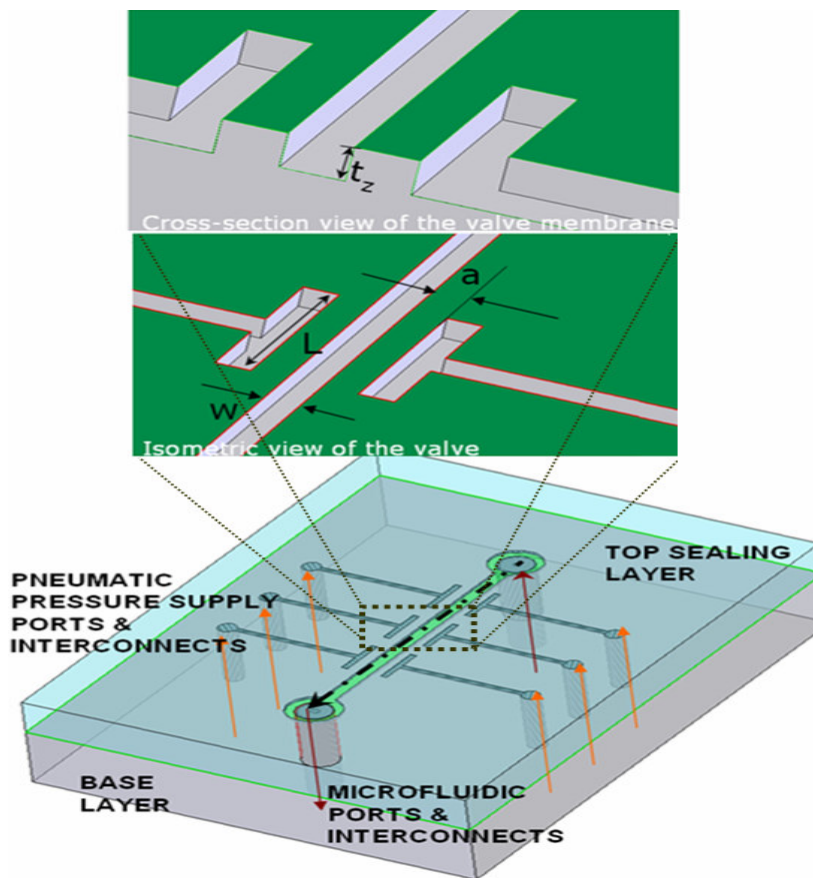 t_z
Cross-section view of the valve membrane
a
L
w
Isometric view of the valve
TOP SEALING
LAYER
PNEUMATIC
PRESSURE SUPPLY
PORTS &
INTERCONNECTS
BASE
LAYER
MICROFLUIDIC
PORTS &
INTERCONNECTS